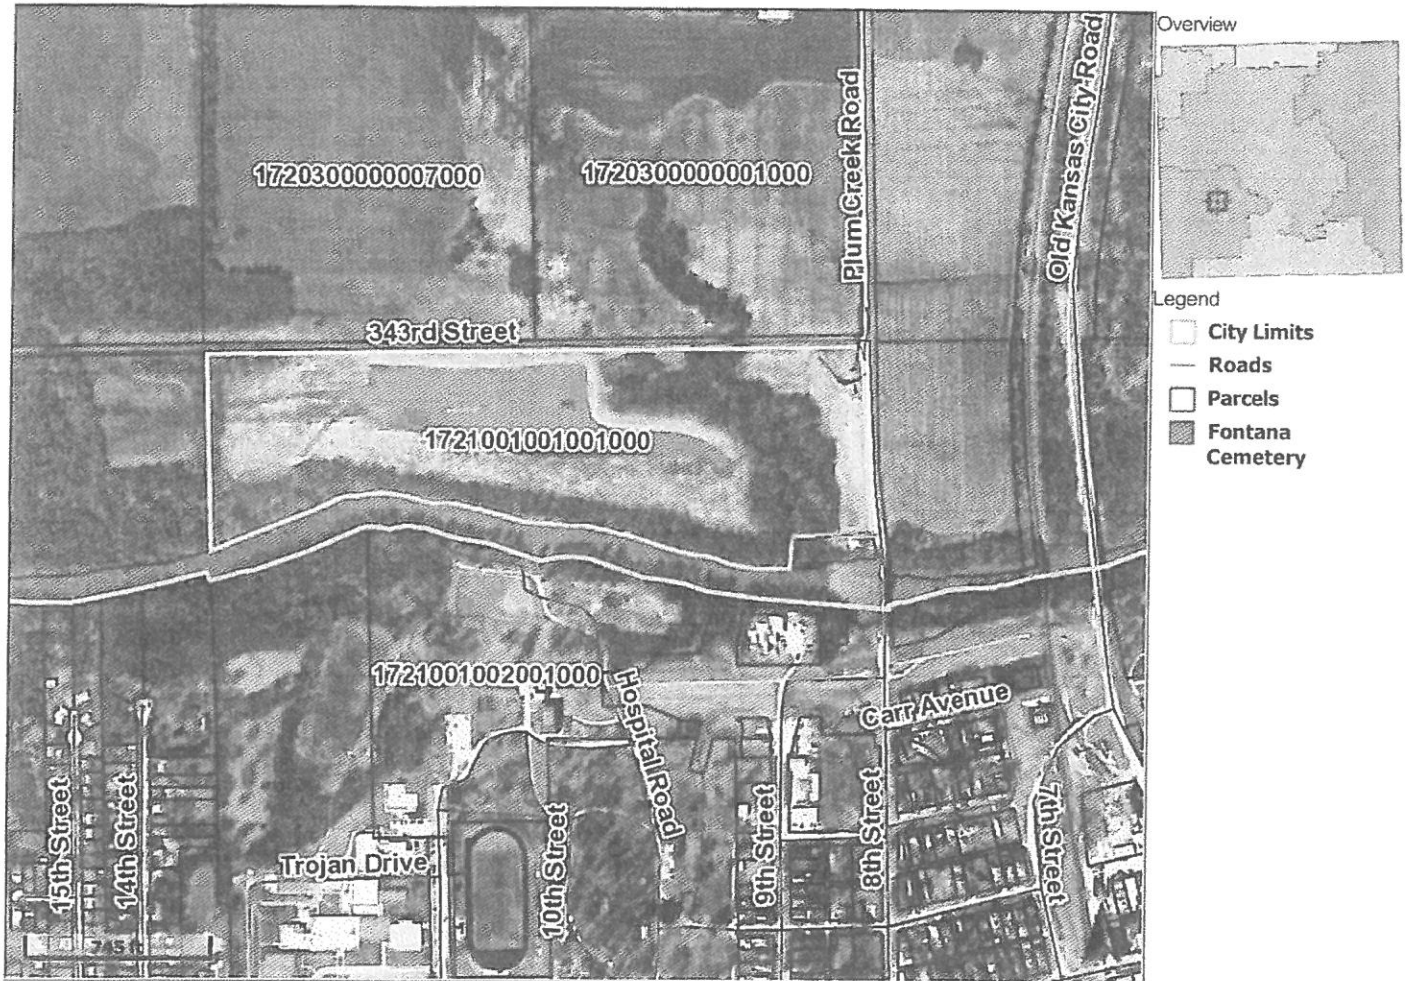 Overview
Plum Creek Road
Old Kansas City Road
1720300000007000
1720300000001000
Legend
City Limits
Roads
Parcels
Fontana
Cemetery
343rd Street
1721001001001000
1721001002001000
Hospital Road
Carr Avenue
15th Street
14th Street
Trojan Drive
10th Street
9th Street
8th Street
7th Street
745 ft